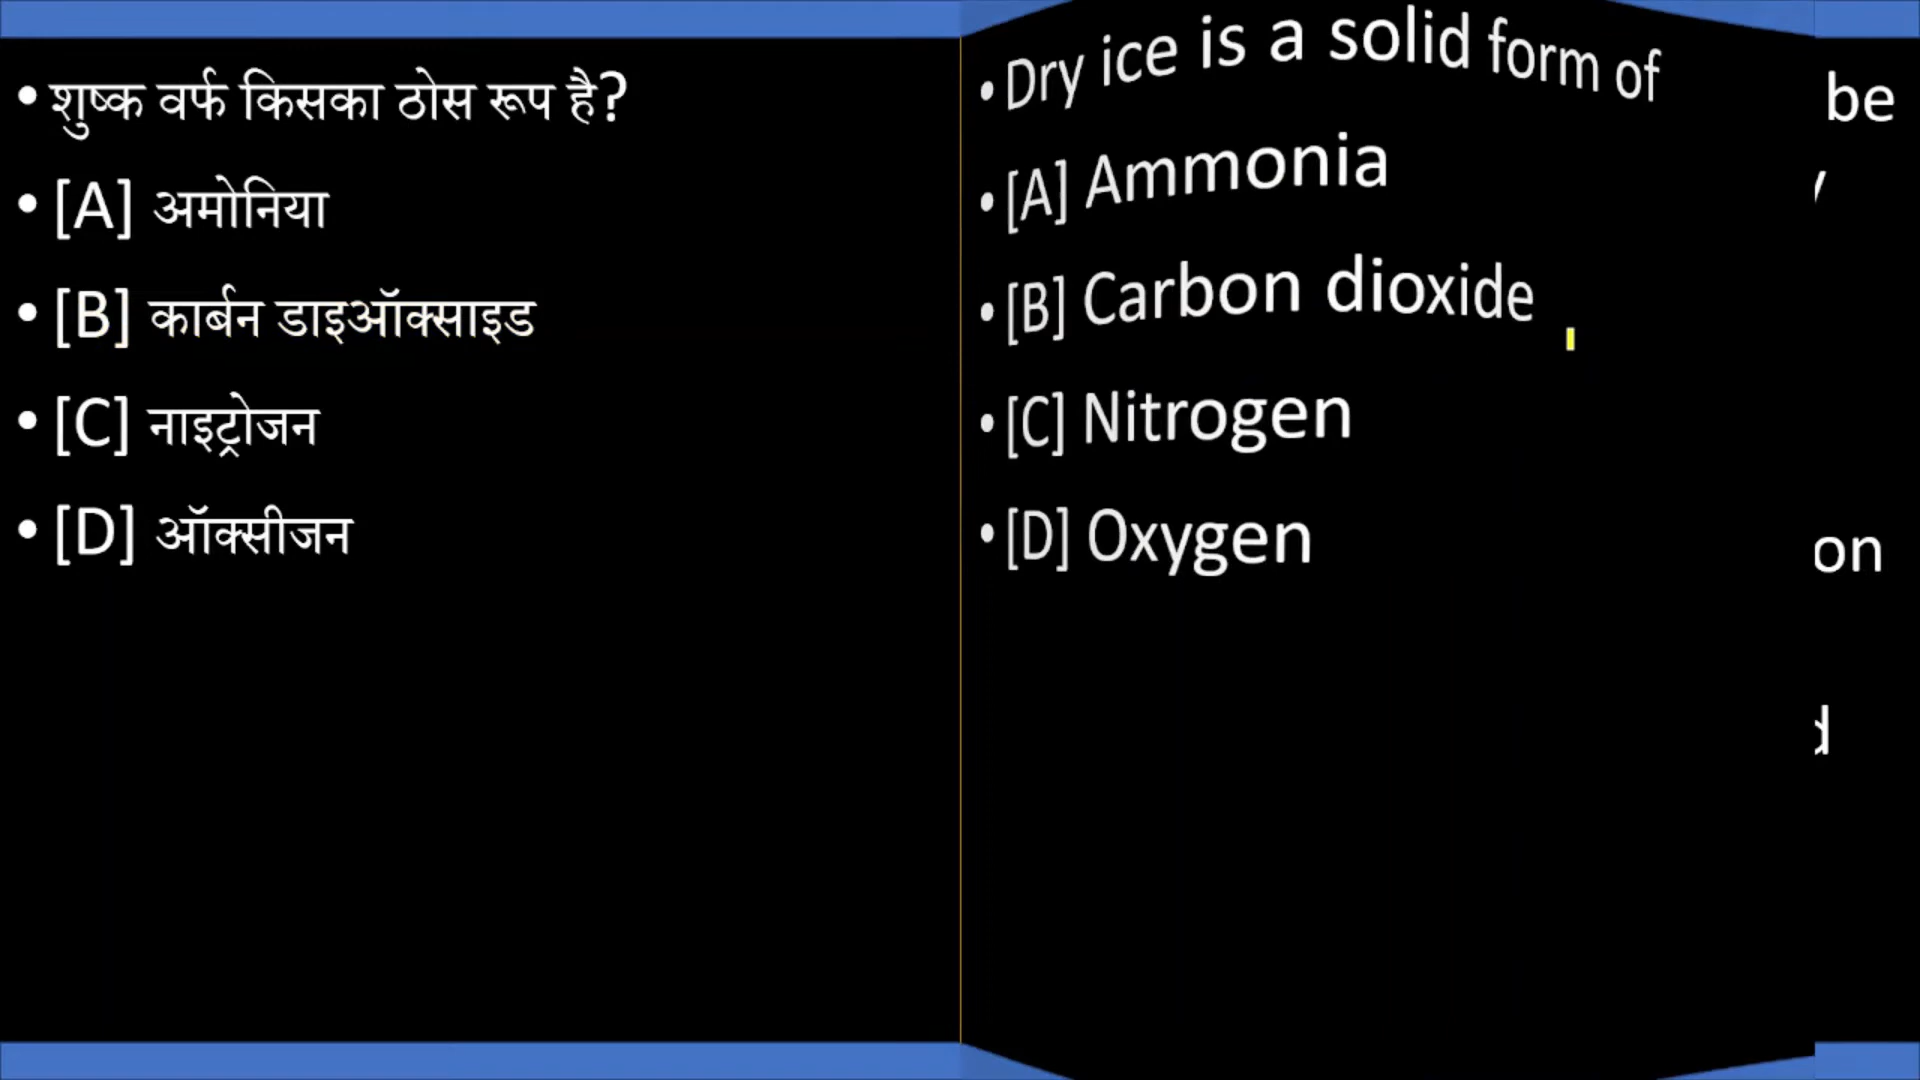 • शुष्क वर्फ किसका ठोस रूप है?
• [A] अमोनिया
• [B] कार्बन डाइऑक्साइड
• [C] नाइट्रोजन
• [D] ऑक्सीजन
• Dry ice is a solid form of
• [A] Ammonia
• [B] Carbon dioxide
• [C] Nitrogen
• [D] Oxygen
be
on